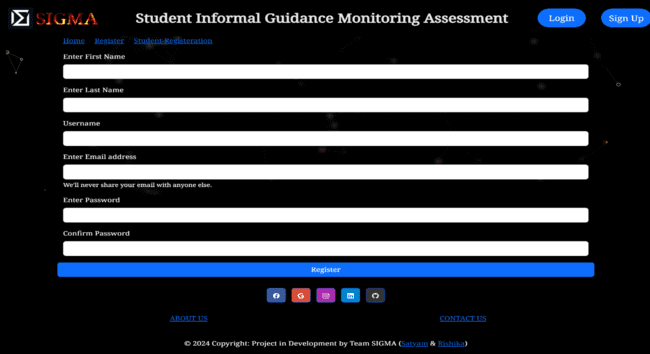 SIGMA
Student Informal Guidance Monitoring Assessment
Login
Sign Up
Home
Register
Student-Registeration
Enter First Name
Enter Last Name
Username
Enter Email address
We'll never share your email with anyone else.
Enter Password
Confirm Password
Register
ABOUT US
CONTACT US
© 2024 Copyright: Project in Development by Team SIGMA (Satyam & Rishika)